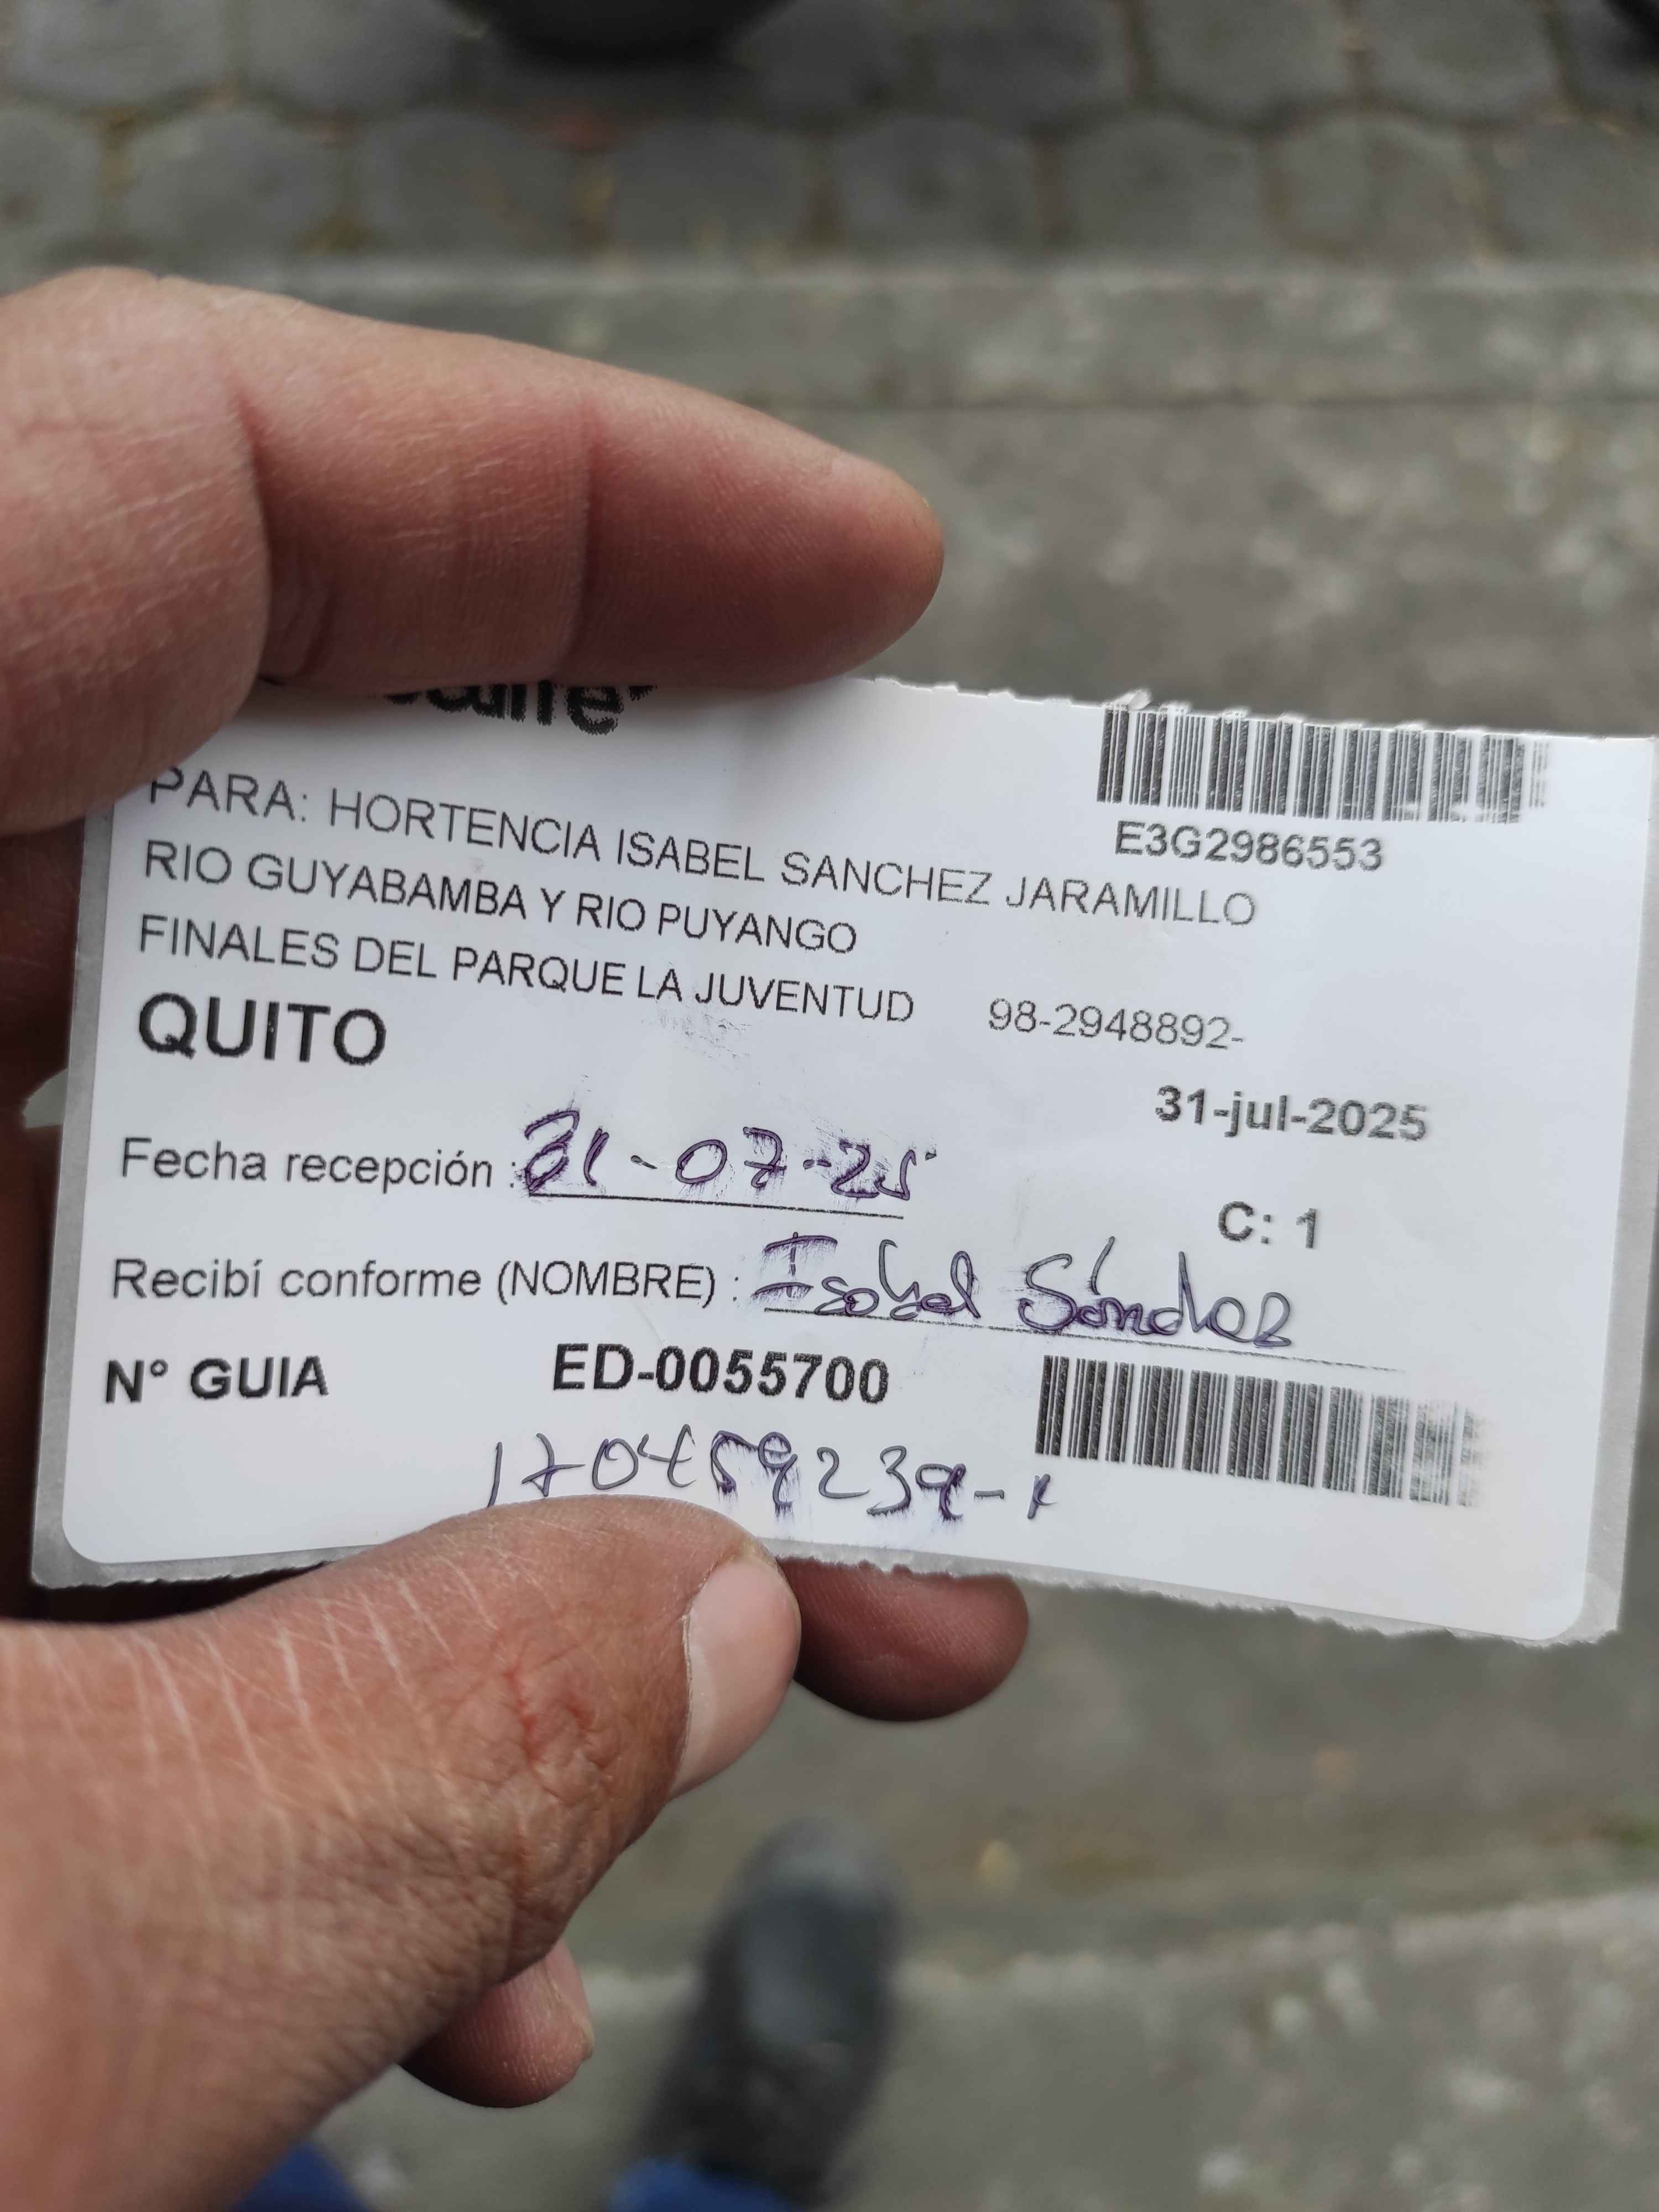 PARA: HORTENCIA ISABEL SANCHEZ JARAMILLO
E3G2986553
RIO GUYABAMBA Y RIO PUYANGO
FINALES DEL PARQUE LA JUVENTUD 98-2948892-
QUITO
31-jul-2025
Fecha recepción : 31-07-25
C: 1
Recibí conforme (NOMBRE) : Isabel Sánchez
N° GUIA ED-0055700